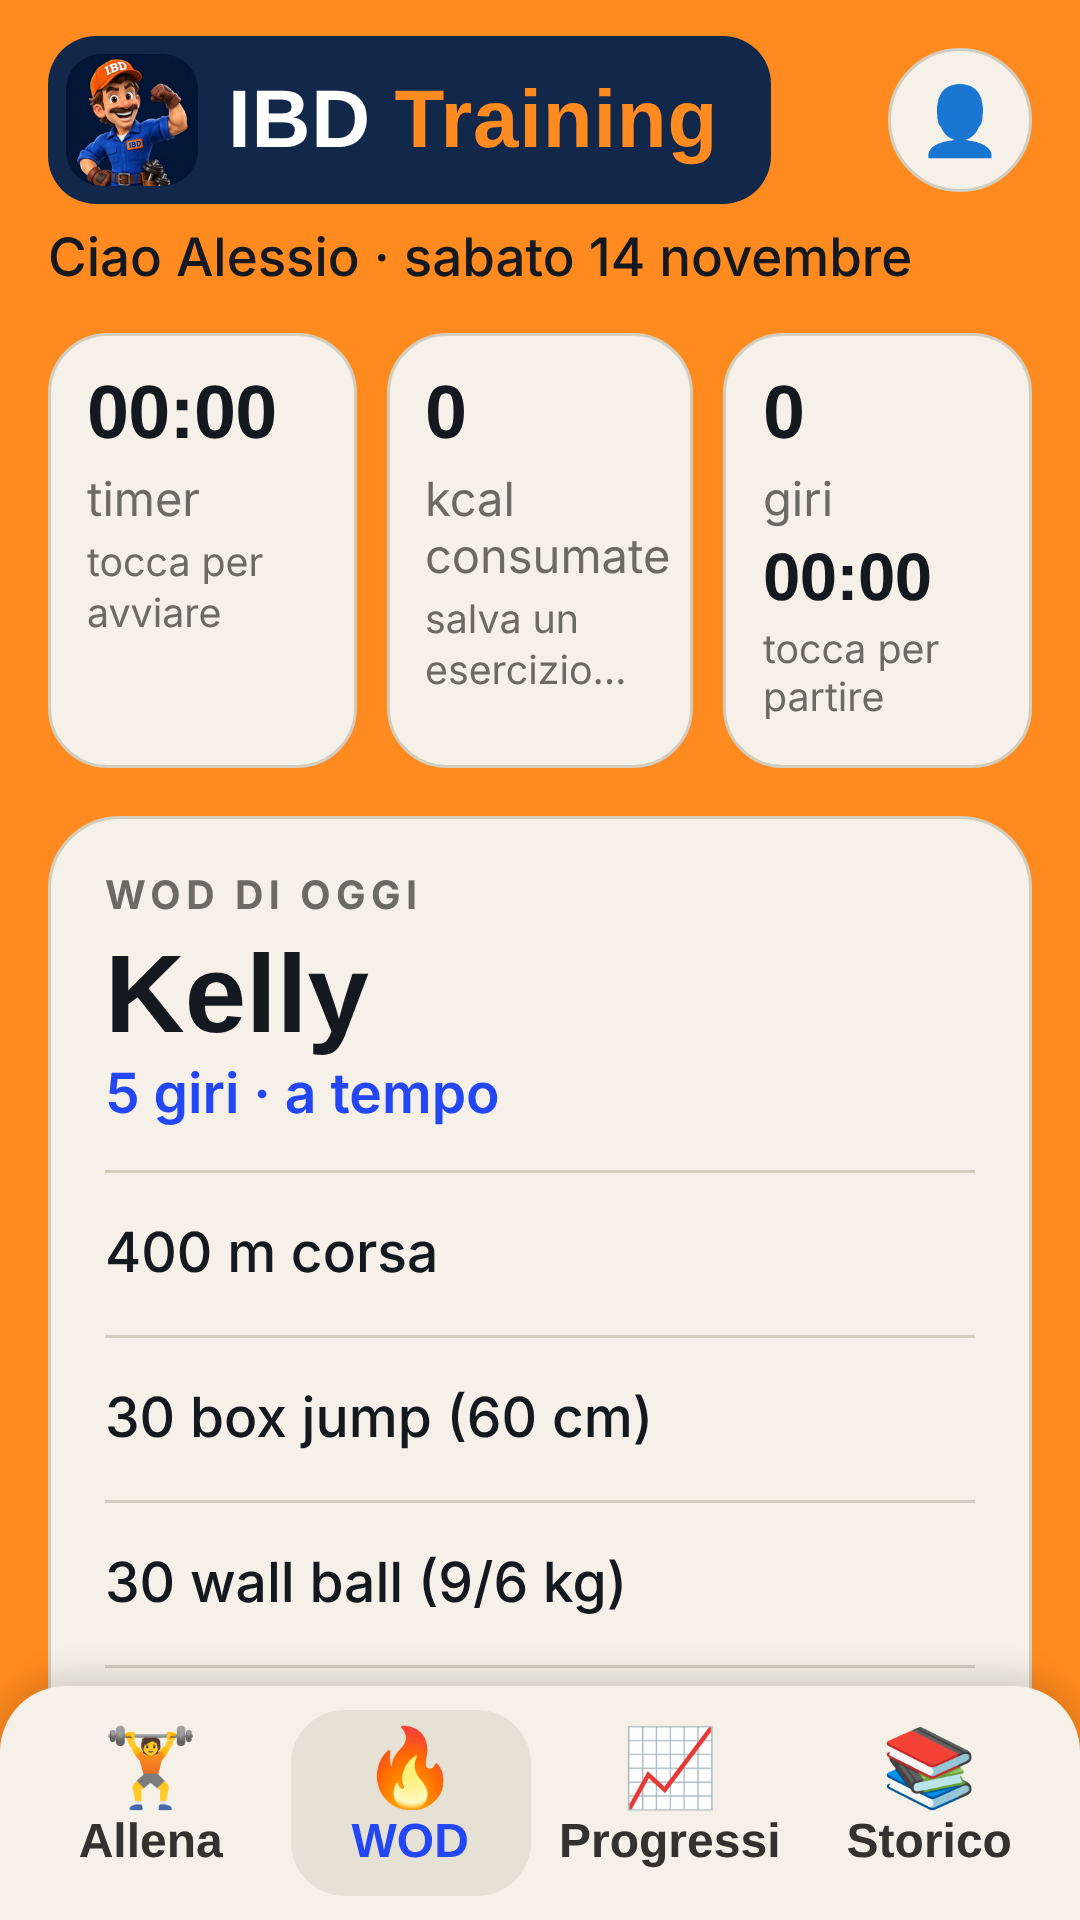 IBD
IBD
IBD Training
Ciao Alessio · sabato 14 novembre
00:00
timer
tocca per
avviare
0
kcal
consumate
salva un
esercizio...
0
giri
00:00
tocca per
partire
WOD DI OGGI
Kelly
5 giri · a tempo
400 m corsa
30 box jump (60 cm)
30 wall ball (9/6 kg)
Allena
WOD
Progressi
Storico